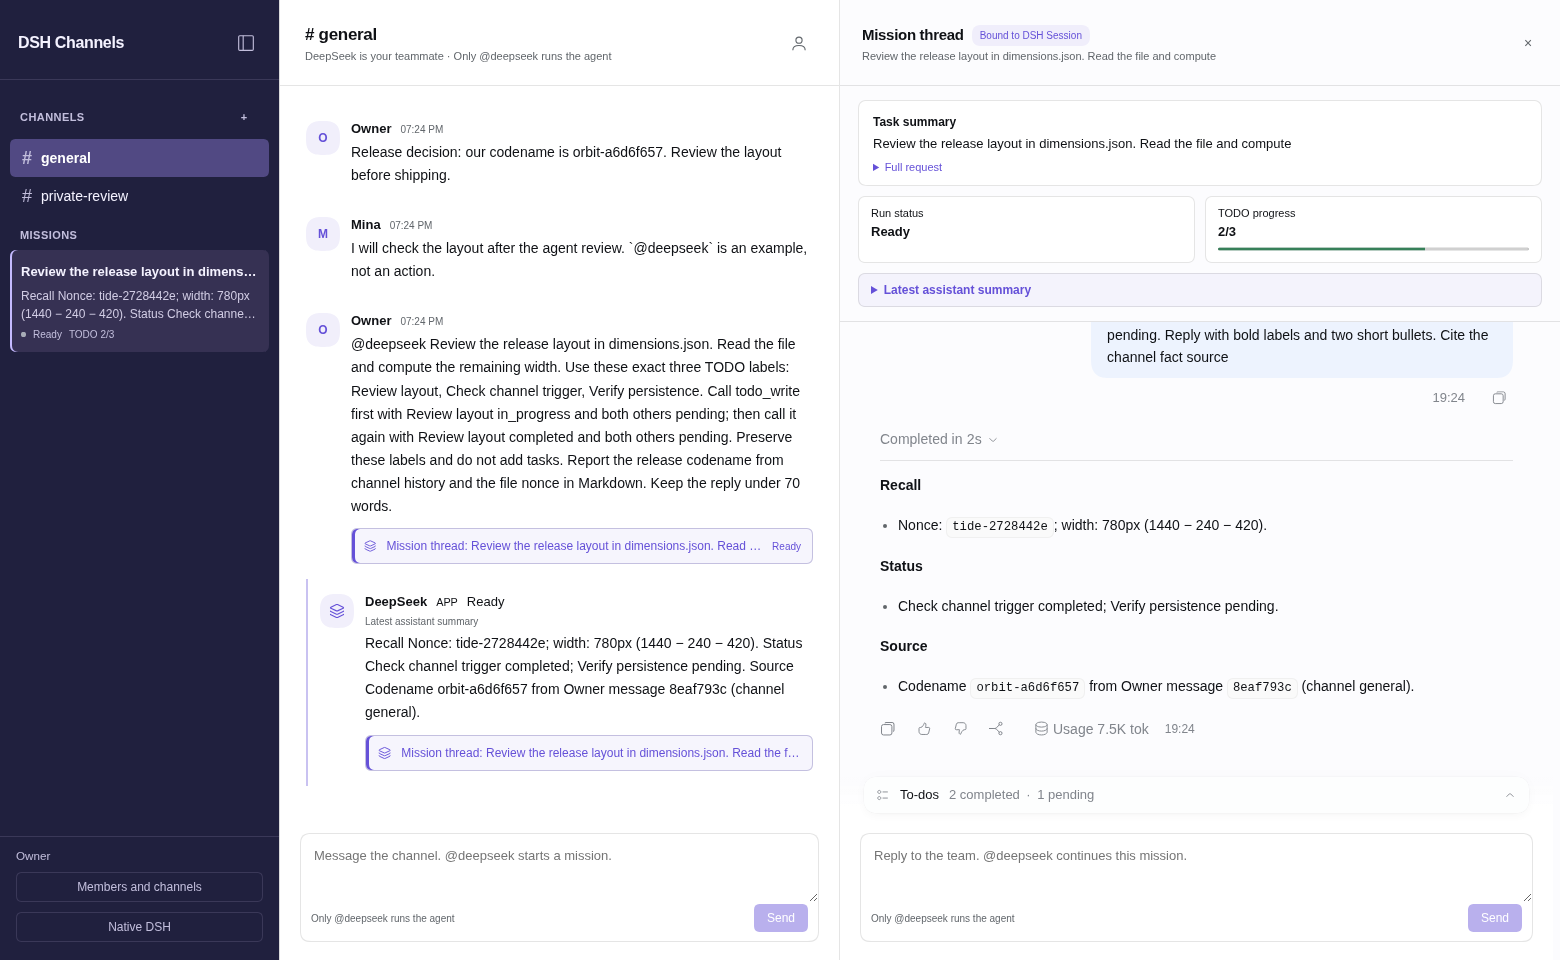 DSH Channels
CHANNELS
+
# general
# private-review
MISSIONS
Review the release layout in dimens…
Recall Nonce: tide-2728442e; width: 780px
(1440 − 240 − 420). Status Check channe…
Ready TODO 2/3
Owner
Members and channels
Native DSH
# general
DeepSeek is your teammate · Only @deepseek runs the agent
O
Owner 07:24 PM
Release decision: our codename is orbit-a6d6f657. Review the layout
before shipping.
M
Mina 07:24 PM
I will check the layout after the agent review. `@deepseek` is an example,
not an action.
O
Owner 07:24 PM
@deepseek Review the release layout in dimensions.json. Read the file
and compute the remaining width. Use these exact three TODO labels:
Review layout, Check channel trigger, Verify persistence. Call todo_write
first with Review layout in_progress and both others pending; then call it
again with Review layout completed and both others pending. Preserve
these labels and do not add tasks. Report the release codename from
channel history and the file nonce in Markdown. Keep the reply under 70
words.
Mission thread: Review the release layout in dimensions.json. Read … Ready
DeepSeek APP Ready
Latest assistant summary
Recall Nonce: tide-2728442e; width: 780px (1440 − 240 − 420). Status
Check channel trigger completed; Verify persistence pending. Source
Codename orbit-a6d6f657 from Owner message 8eaf793c (channel
general).
Mission thread: Review the release layout in dimensions.json. Read the f…
Message the channel. @deepseek starts a mission.
Only @deepseek runs the agent
Send
Mission thread Bound to DSH Session
×
Review the release layout in dimensions.json. Read the file and compute
Task summary
Review the release layout in dimensions.json. Read the file and compute
Full request
Run status
Ready
TODO progress
2/3
Latest assistant summary
pending. Reply with bold labels and two short bullets. Cite the
channel fact source
19:24
Completed in 2s
Recall
• Nonce: tide-2728442e; width: 780px (1440 − 240 − 420).
Status
• Check channel trigger completed; Verify persistence pending.
Source
• Codename orbit-a6d6f657 from Owner message 8eaf793c (channel general).
Usage 7.5K tok 19:24
To-dos 2 completed · 1 pending
Reply to the team. @deepseek continues this mission.
Only @deepseek runs the agent
Send